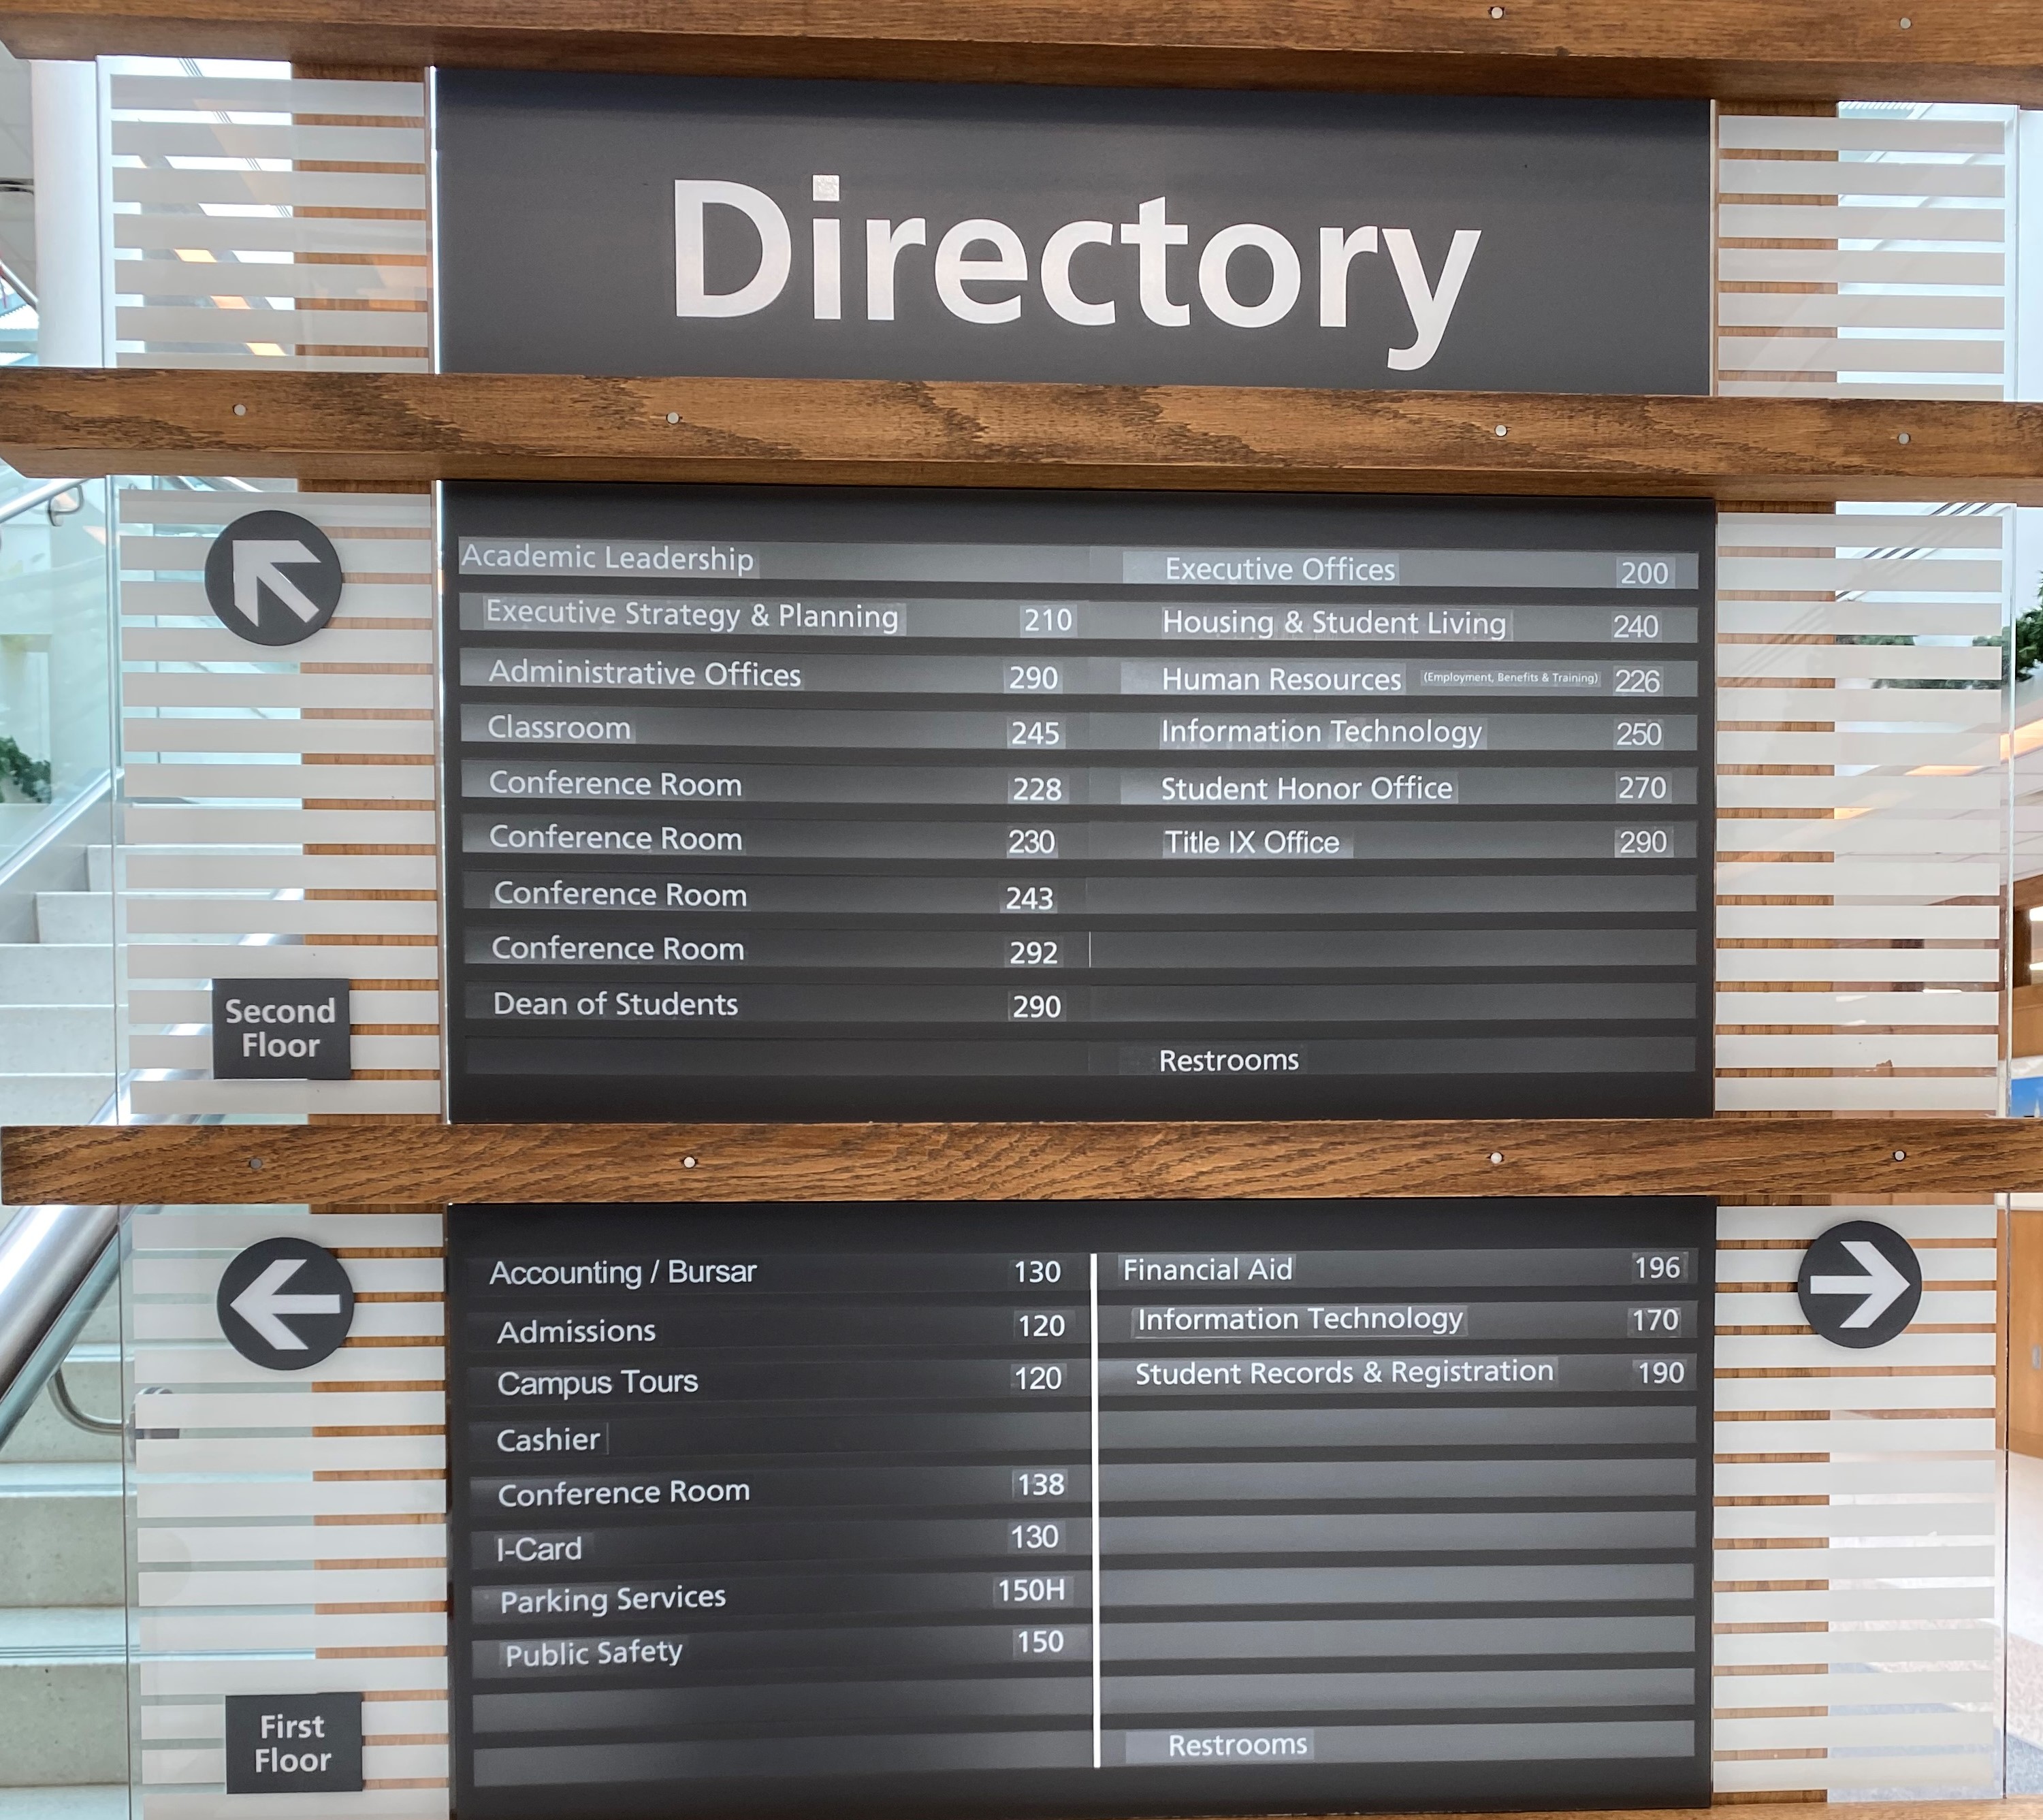 Directory
Academic Leadership
Executive Strategy & Planning 210
Administrative Offices 290
Classroom 245
Conference Room 228
Conference Room 230
Conference Room 243
Conference Room 292
Dean of Students 290
Executive Offices 200
Housing & Student Living 240
Human Resources (Employment, Benefits & Training) 226
Information Technology 250
Student Honor Office 270
Title IX Office 290
Restrooms
Second
Floor
Accounting / Bursar 130
Admissions 120
Campus Tours 120
Cashier
Conference Room 138
I-Card 130
Parking Services 150H
Public Safety 150
Financial Aid 196
Information Technology 170
Student Records & Registration 190
Restrooms
First
Floor